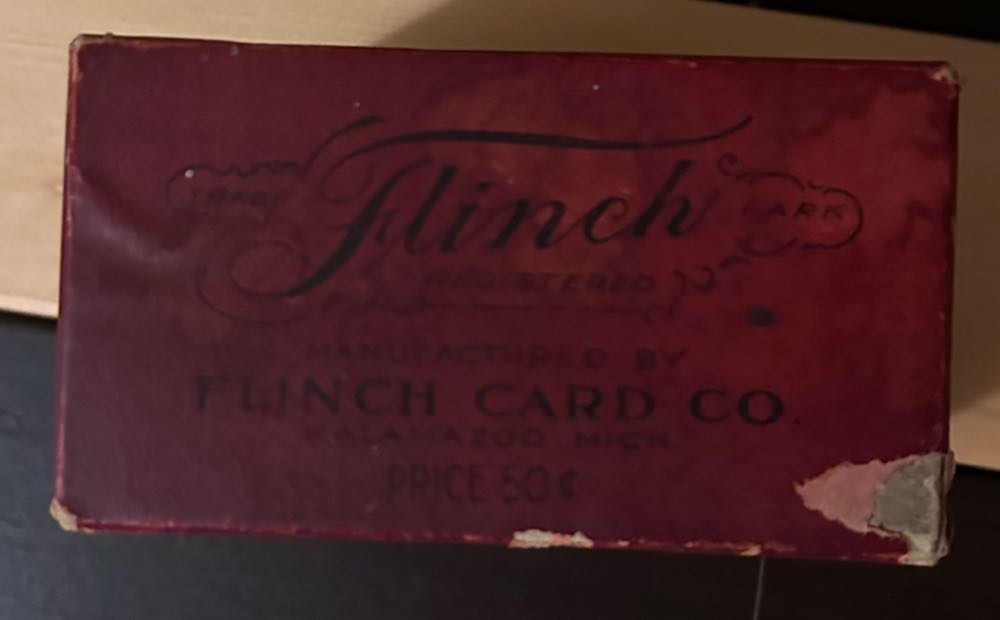 TRADE Flinch MARK
REGISTERED
MANUFACTURED BY
FLINCH CARD CO.
KALAMAZOO, MICH.
PRICE 50¢